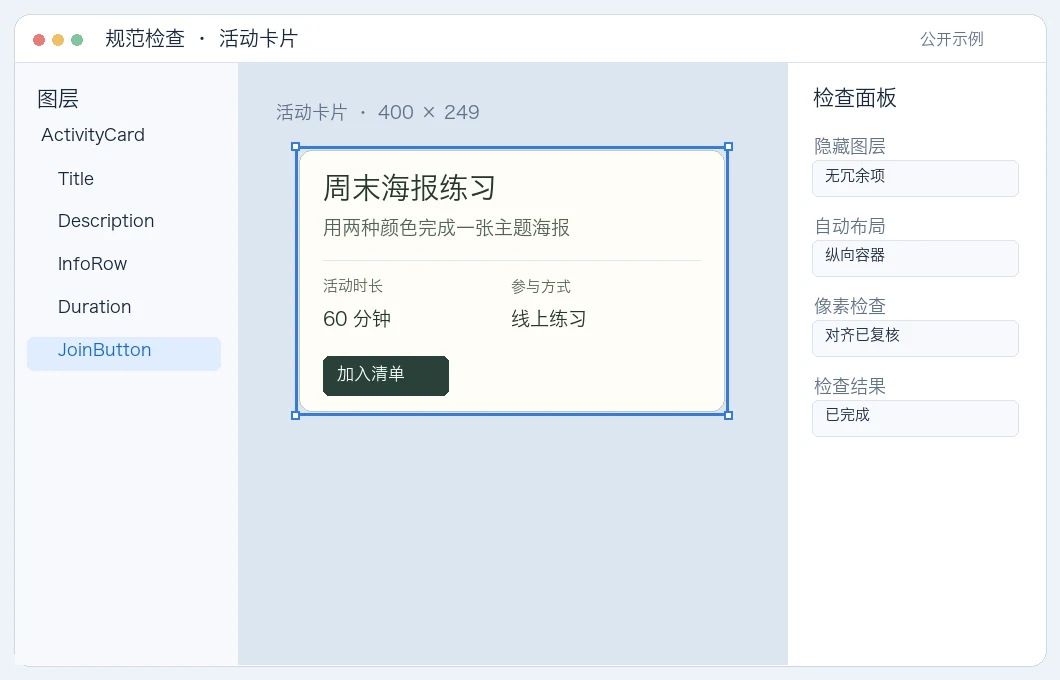 规范检查 · 活动卡片
公开示例
图层
ActivityCard
Title
Description
InfoRow
Duration
JoinButton
活动卡片 · 400 × 249
周末海报练习
用两种颜色完成一张主题海报
活动时长
参与方式
60 分钟
线上练习
加入清单
检查面板
隐藏图层
无冗余项
自动布局
纵向容器
像素检查
对齐已复核
检查结果
已完成